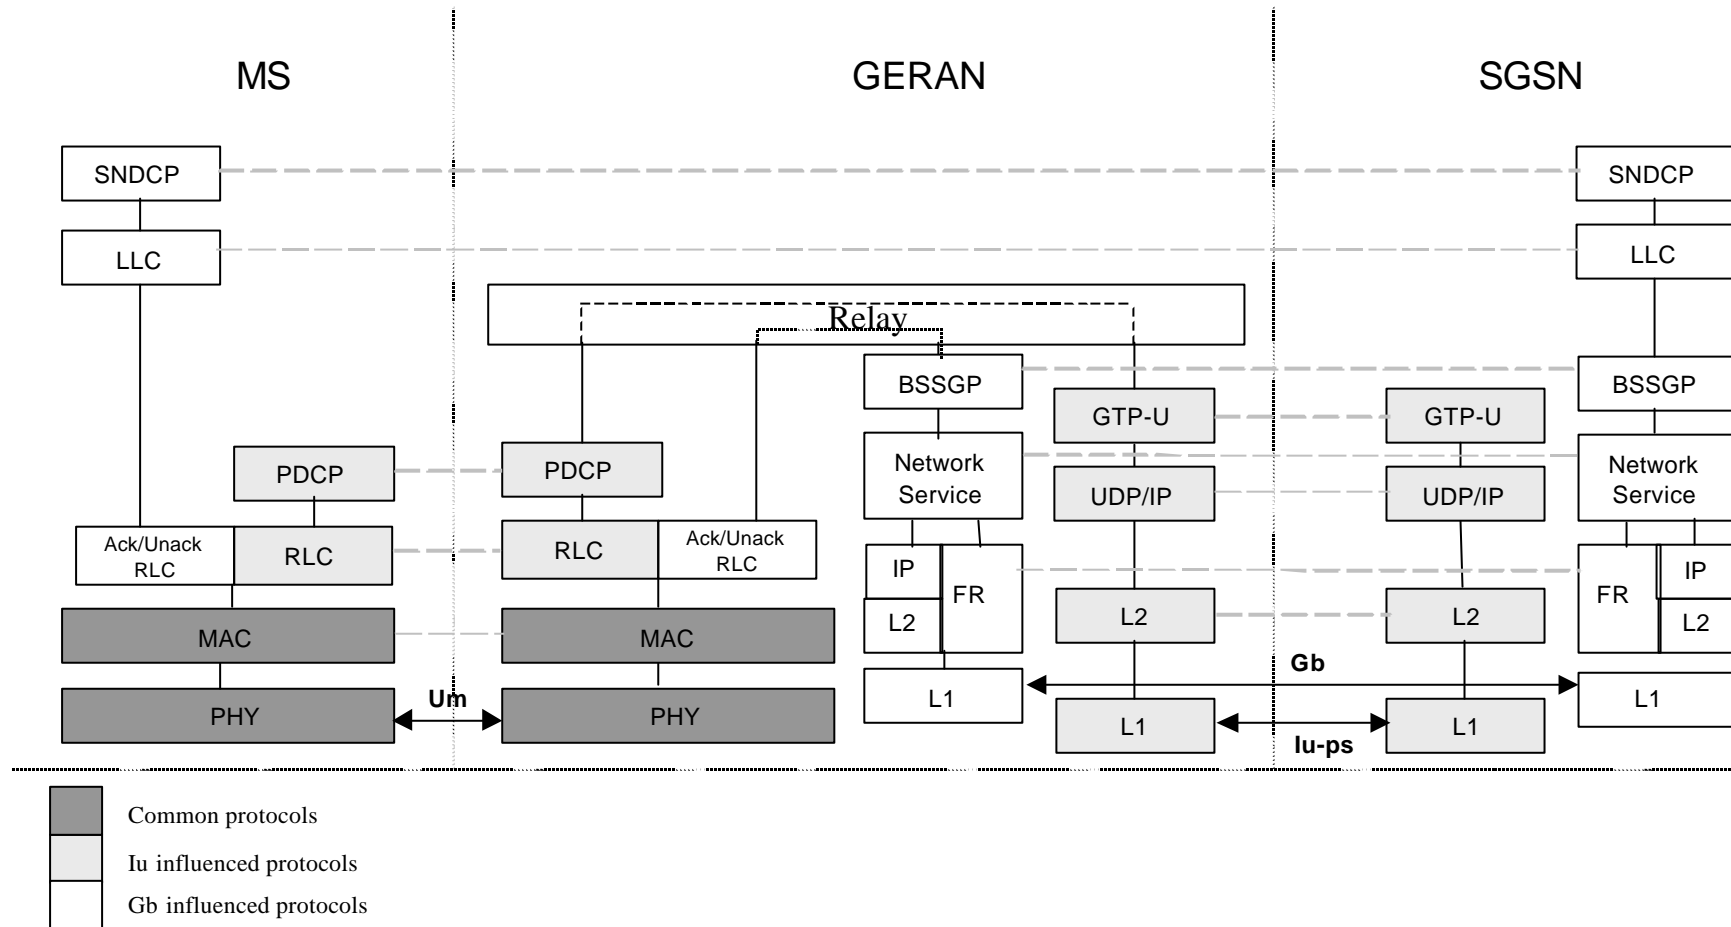 MS
GERAN
SGSN
SNDCP
SNDCP
LLC
LLC
Relay
BSSGP
BSSGP
GTP-U
GTP-U
PDCP
PDCP
Network
Service
Network
Service
UDP/IP
UDP/IP
Ack/Unack
RLC
RLC
RLC
Ack/Unack
RLC
IP
FR
L2
L2
L2
FR
IP
L2
MAC
MAC
Gb
PHY
Um
PHY
L1
L1
Iu-ps
L1
L1
Common protocols
Iu influenced protocols
Gb influenced protocols